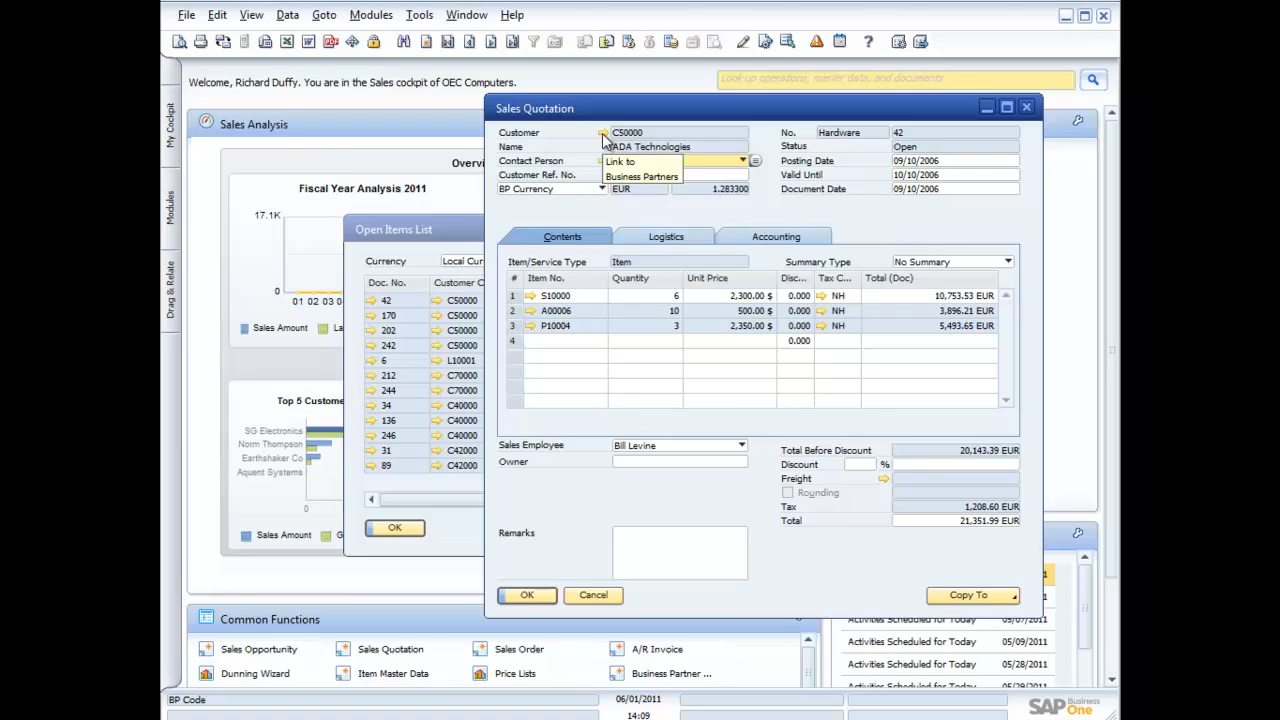 File Edit View Data Goto Modules Tools Window Help
Welcome, Richard Duffy. You are in the Sales cockpit of OEC Computers.
Look up operations, master data, and documents
My Cockpit
Modules
Drag & Relate
Sales Analysis
Fiscal Year Analysis 2011
17.1K
0
01 02 03
Sales Amount
Top 5 Custome
SG Electronics
Norm Thompson
Earthshaker Co
Aquent Systems
0
Sales Amount
Open Items List
Currency Local Cur
Doc. No. Customer C
42 C50000
170 C50000
202 C50000
242 C50000
6 L10001
212 C70000
244 C70000
34 C40000
136 C40000
246 C40000
31 C42000
89 C42000
OK
Sales Quotation
Customer C50000
Name ADA Technologies
Contact Person
Customer Ref. No.
BP Currency EUR 1.283300
Link to
Business Partners
No. Hardware 42
Status Open
Posting Date 09/10/2006
Valid Until 10/10/2006
Document Date 09/10/2006
Contents Logistics Accounting
Item/Service Type Item Summary Type No Summary
# Item No. Quantity Unit Price Disc... Tax C... Total (Doc)
1 S10000 6 2,300.00 $ 0.000 NH 10,753.53 EUR
2 A00006 10 500.00 $ 0.000 NH 3,896.21 EUR
3 P10004 3 2,350.00 $ 0.000 NH 5,493.65 EUR
4 0.000
Sales Employee Bill Levine
Owner
Remarks
Total Before Discount 20,143.39 EUR
Discount %
Freight
Rounding
Tax 1,208.60 EUR
Total 21,351.99 EUR
OK Cancel Copy To
Common Functions
Sales Opportunity Sales Quotation Sales Order A/R Invoice
Dunning Wizard Item Master Data Price Lists Business Partner ...
Activities Scheduled for Today 05/07/2011
Activities Scheduled for Today 05/09/2011
Activities Scheduled for Today 05/28/2011
Activities Scheduled for Today 05/29/2011
BP Code 06/01/2011
14:09
SAP Business One